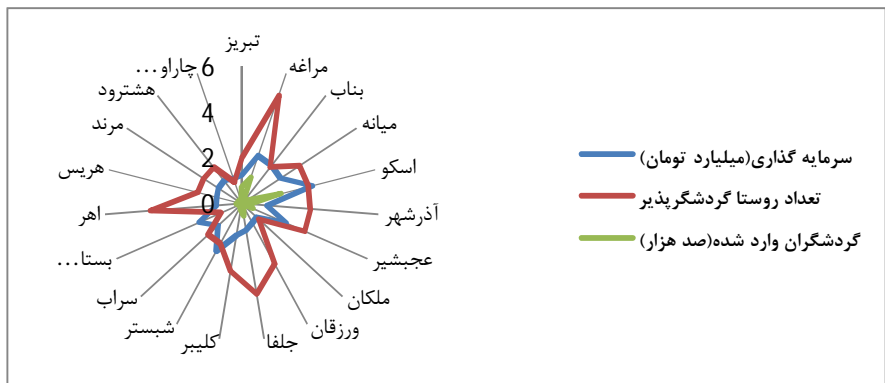 تبریز
مراغه
بناب
میانه
اسکو
آذرشهر
عجبشیر
ملکان
ورزقان
جلفا
کلیبر
شبستر
سراب
بستا...
اهر
هریس
مرند
هشترود
چاراو...
6
4
2
0
سرمایه گذاری(میلیارد تومان)
تعداد روستا گردشگرپذیر
گردشگران وارد شده(صد هزار)